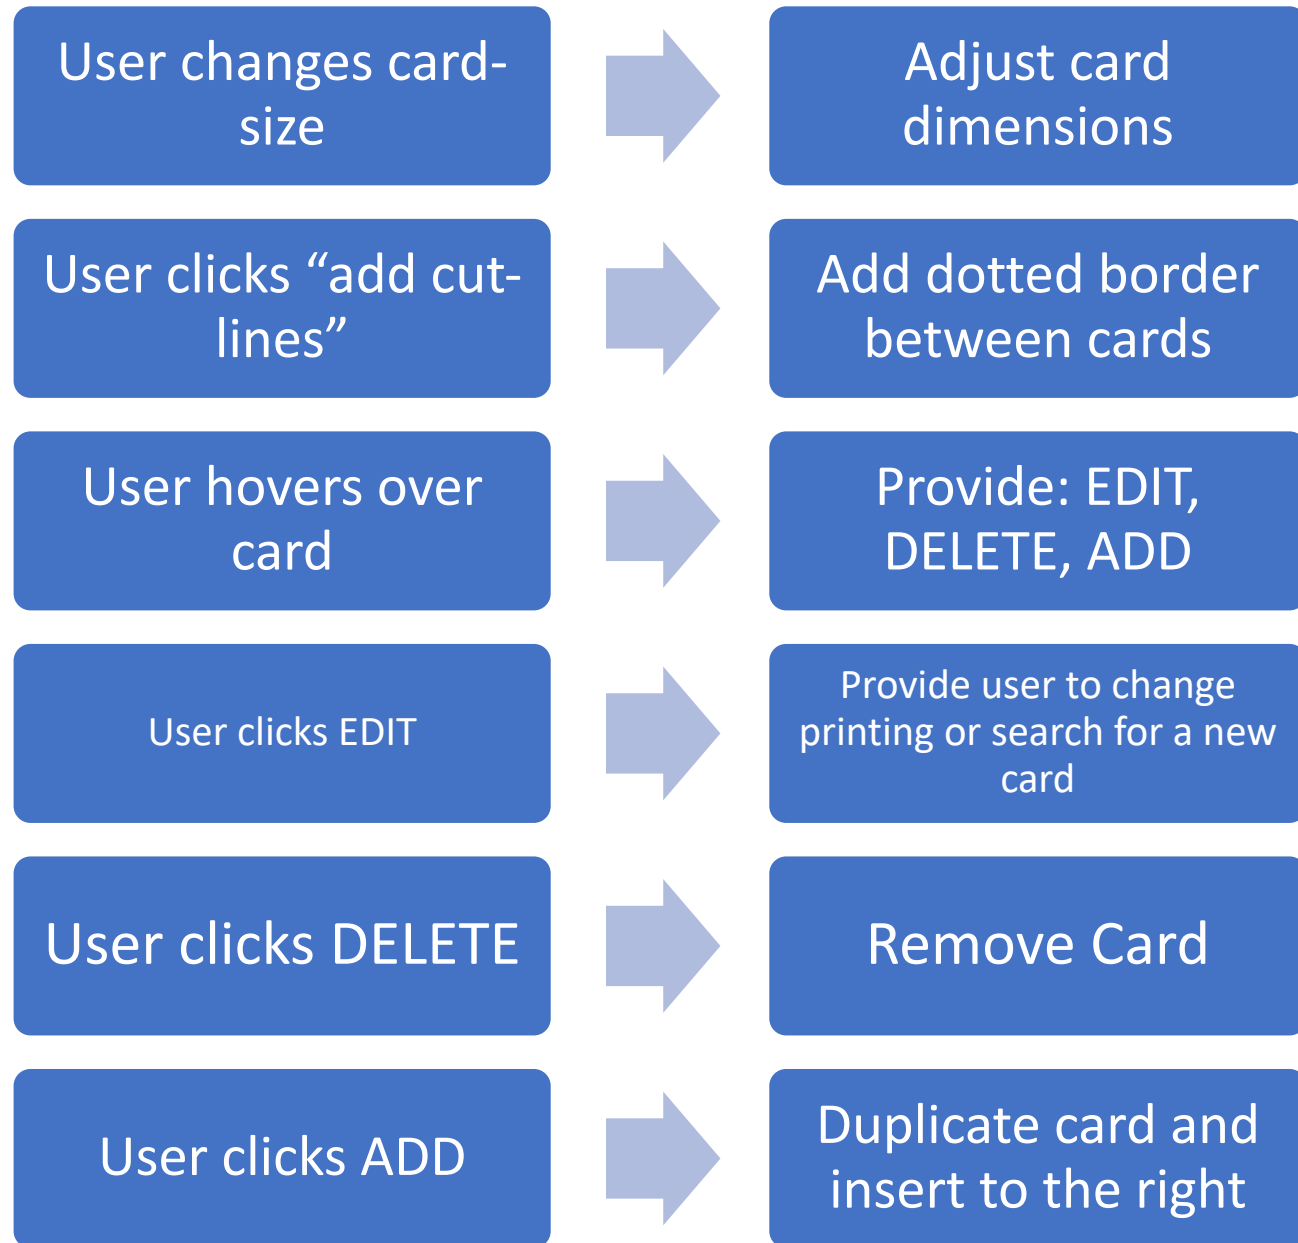 User changes card-
size
Adjust card
dimensions
User clicks “add cut-
lines”
Add dotted border
between cards
User hovers over
card
Provide: EDIT,
DELETE, ADD
User clicks EDIT
Provide user to change
printing or search for a new
card
User clicks DELETE
Remove Card
User clicks ADD
Duplicate card and
insert to the right